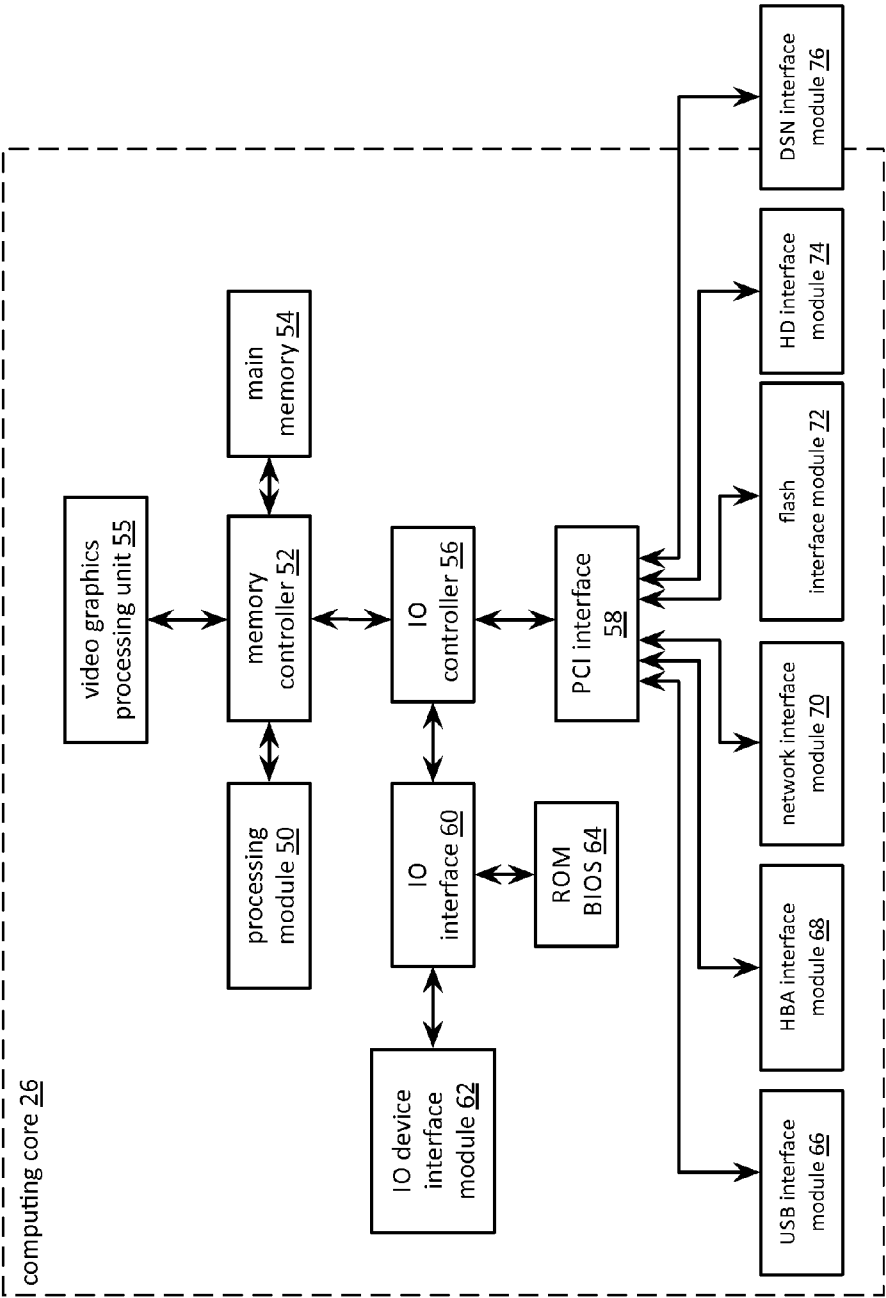 computing core 26
video graphics
processing unit 55
processing
module 50
memory
controller 52
main
memory 54
IO device
interface
module 62
IO
interface 60
IO
controller 56
ROM
BIOS 64
PCI interface
58
USB interface
module 66
HBA interface
module 68
network interface
module 70
flash
interface module 72
HD interface
module 74
DSN interface
module 76